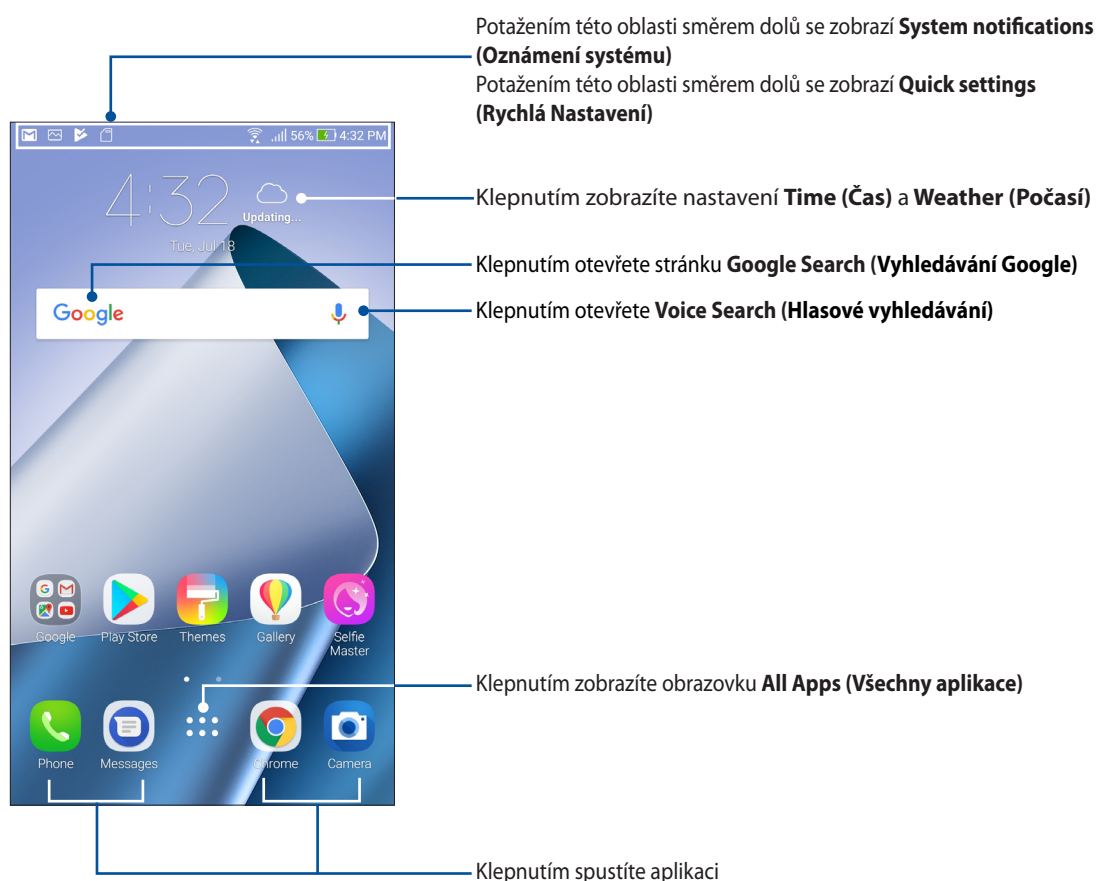 Potažením této oblasti směrem dolů se zobrazí System notifications
(Oznámení systému)
Potažením této oblasti směrem dolů se zobrazí Quick settings
(Rychlá Nastavení)
56% 4:32 PM
4:32
Updating...
Tue, Jul 18
Klepnutím zobrazíte nastavení Time (Čas) a Weather (Počasí)
Klepnutím otevřete stránku Google Search (Vyhledávání Google)
Google
Klepnutím otevřete Voice Search (Hlasové vyhledávání)
Google Play Store Themes Gallery Selfie
Master
Klepnutím zobrazíte obrazovku All Apps (Všechny aplikace)
Phone Messages Chrome Camera
Klepnutím spustíte aplikaci